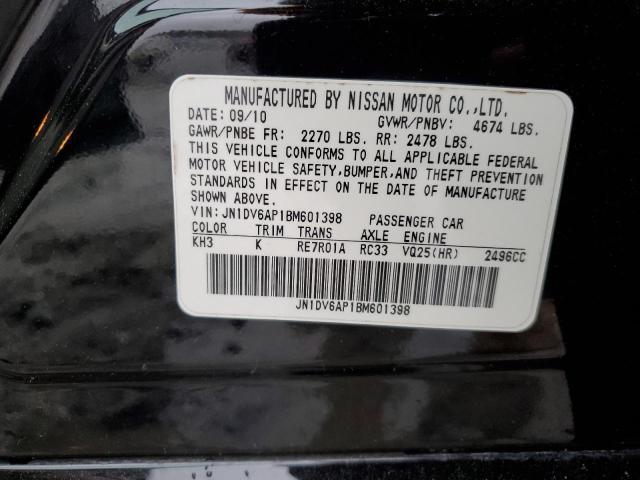 MANUFACTURED BY NISSAN MOTOR CO.,LTD.
DATE: 09/10 GVWR/PNBV: 4674 LBS.
GAWR/PNBE FR: 2270 LBS. RR: 2478 LBS.
THIS VEHICLE CONFORMS TO ALL APPLICABLE FEDERAL
MOTOR VEHICLE SAFETY,BUMPER,AND THEFT PREVENTION
STANDARDS IN EFFECT ON THE DATE OF MANUFACTURE
SHOWN ABOVE.
VIN: JN1DV6AP1BM601398 PASSENGER CAR
COLOR TRIM TRANS AXLE ENGINE
KH3 K RE7R01A RC33 VQ25(HR) 2496CC
JN1DV6AP1BM601398